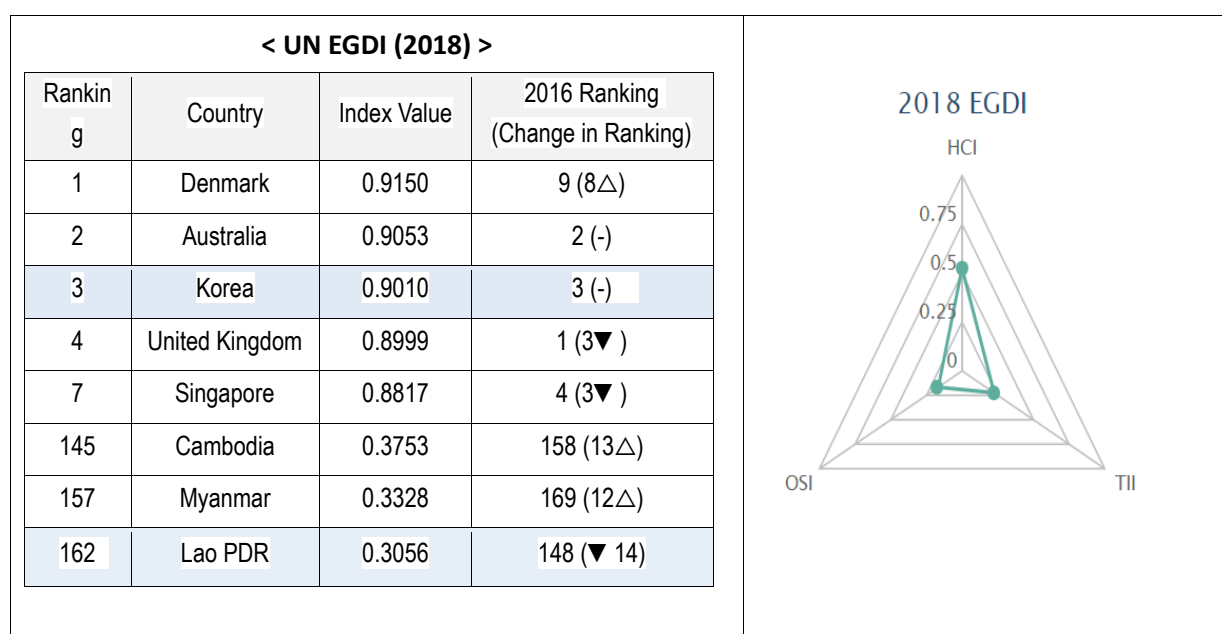 < UN EGDI (2018) >
Rankin
g
Country
Index Value
2016 Ranking
(Change in Ranking)
1 Denmark 0.9150 9 (8△)
2 Australia 0.9053 2 (-)
3 Korea 0.9010 3 (-)
4 United Kingdom 0.8999 1 (3▼ )
7 Singapore 0.8817 4 (3▼ )
145 Cambodia 0.3753 158 (13△)
157 Myanmar 0.3328 169 (12△)
162 Lao PDR 0.3056 148 (▼ 14)
2018 EGDI
HCI
0.75
0.5
0.25
0
OSI
TII